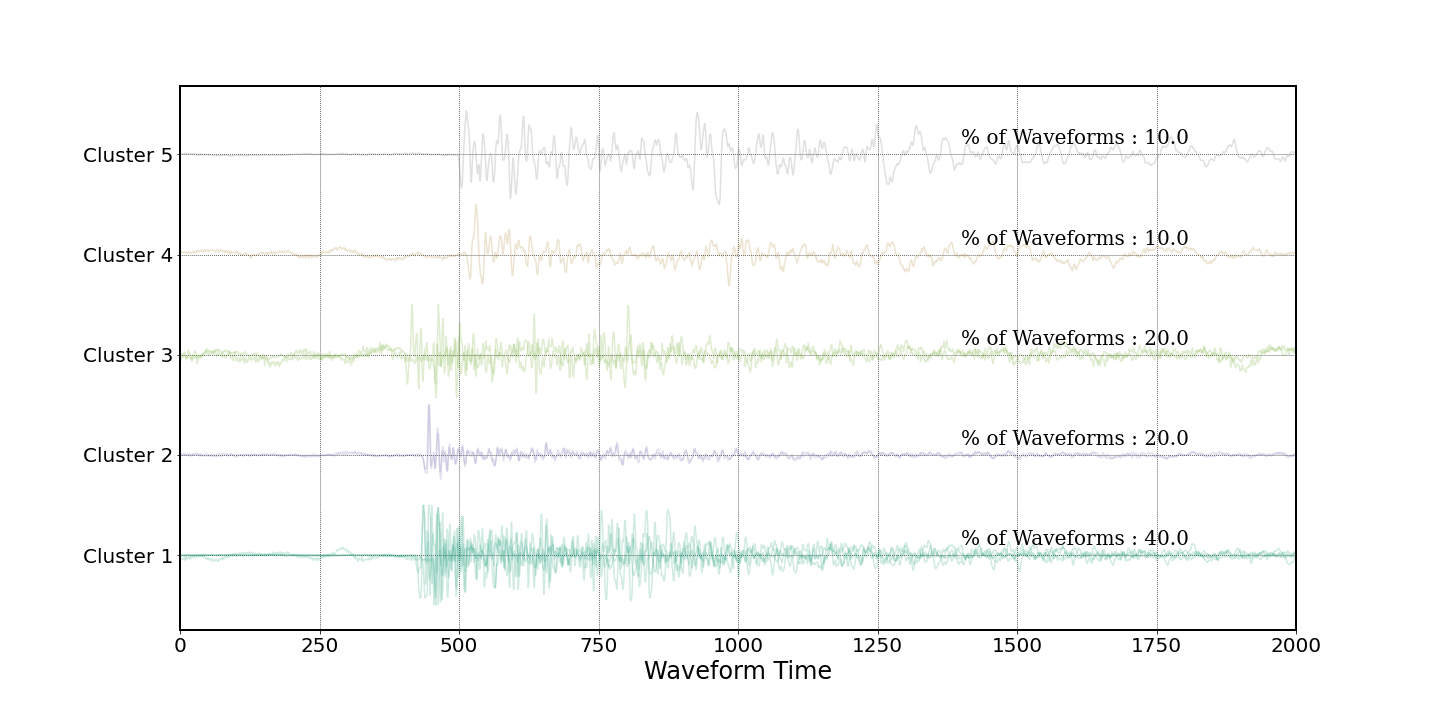 Cluster 5
% of Waveforms : 10.0
Cluster 4
% of Waveforms : 10.0
Cluster 3
% of Waveforms : 20.0
Cluster 2
% of Waveforms : 20.0
Cluster 1
% of Waveforms : 40.0
0 250 500 750 1000 1250 1500 1750 2000
Waveform Time